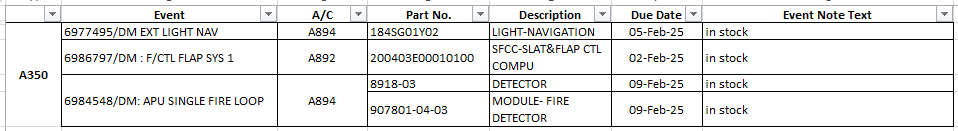 Event A/C Part No. Description Due Date Event Note Text
A350
6977495/DM EXT LIGHT NAV A894 184SG01Y02 LIGHT-NAVIGATION 05-Feb-25 in stock
6986797/DM : F/CTL FLAP SYS 1 A892 200403E00010100 SFCC-SLAT&FLAP CTL
COMPU 02-Feb-25 in stock
6984548/DM: APU SINGLE FIRE LOOP A894 8918-03 DETECTOR 09-Feb-25 in stock
907801-04-03 MODULE- FIRE
DETECTOR 09-Feb-25 in stock